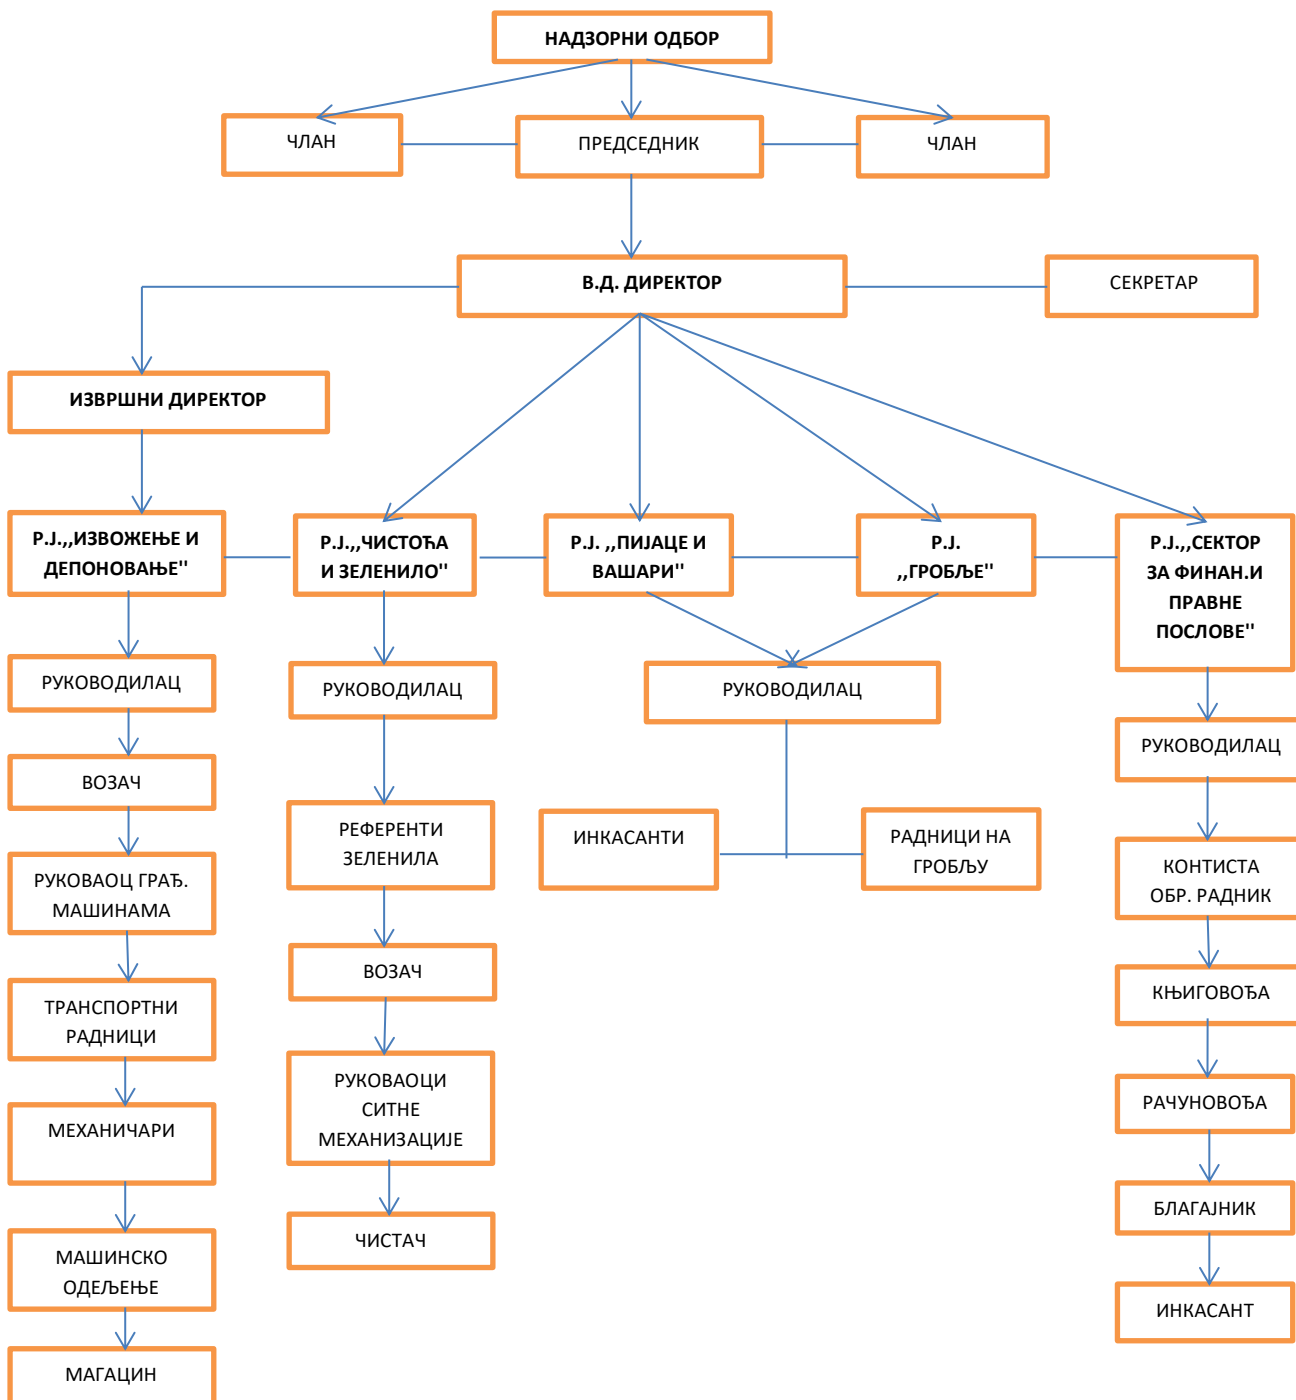 НАДЗОРНИ ОДБОР
ЧЛАН
ПРЕДСЕДНИК
ЧЛАН
В.Д. ДИРЕКТОР
СЕКРЕТАР
ИЗВРШНИ ДИРЕКТОР
Р.Ј.,,ИЗВОЖЕЊЕ И
ДЕПОНОВАЊЕ"
Р.Ј.,,ЧИСТОЋА
И ЗЕЛЕНИЛО"
Р.Ј. ,,ПИЈАЦЕ И
ВАШАРИ"
Р.Ј.
,,ГРОБЉЕ"
Р.Ј.,,СЕКТОР
ЗА ФИНАН.И
ПРАВНЕ
ПОСЛОВЕ"
РУКОВОДИЛАЦ
РУКОВОДИЛАЦ
РУКОВОДИЛАЦ
РУКОВОДИЛАЦ
ВОЗАЧ
РЕФЕРЕНТИ
ЗЕЛЕНИЛА
ИНКАСАНТИ
РАДНИЦИ НА
ГРОБЉУ
КОНТИСТА
ОБР. РАДНИК
РУКОВАОЦ ГРАЂ.
МАШИНАМА
ВОЗАЧ
КЊИГОВОЂА
ТРАНСПОРТНИ
РАДНИЦИ
РУКОВАОЦИ
СИТНЕ
МЕХАНИЗАЦИЈЕ
РАЧУНОВОЂА
МЕХАНИЧАРИ
БЛАГАЈНИК
ЧИСТАЧ
МАШИНСКО
ОДЕЉЕЊЕ
ИНКАСАНТ
МАГАЦИН